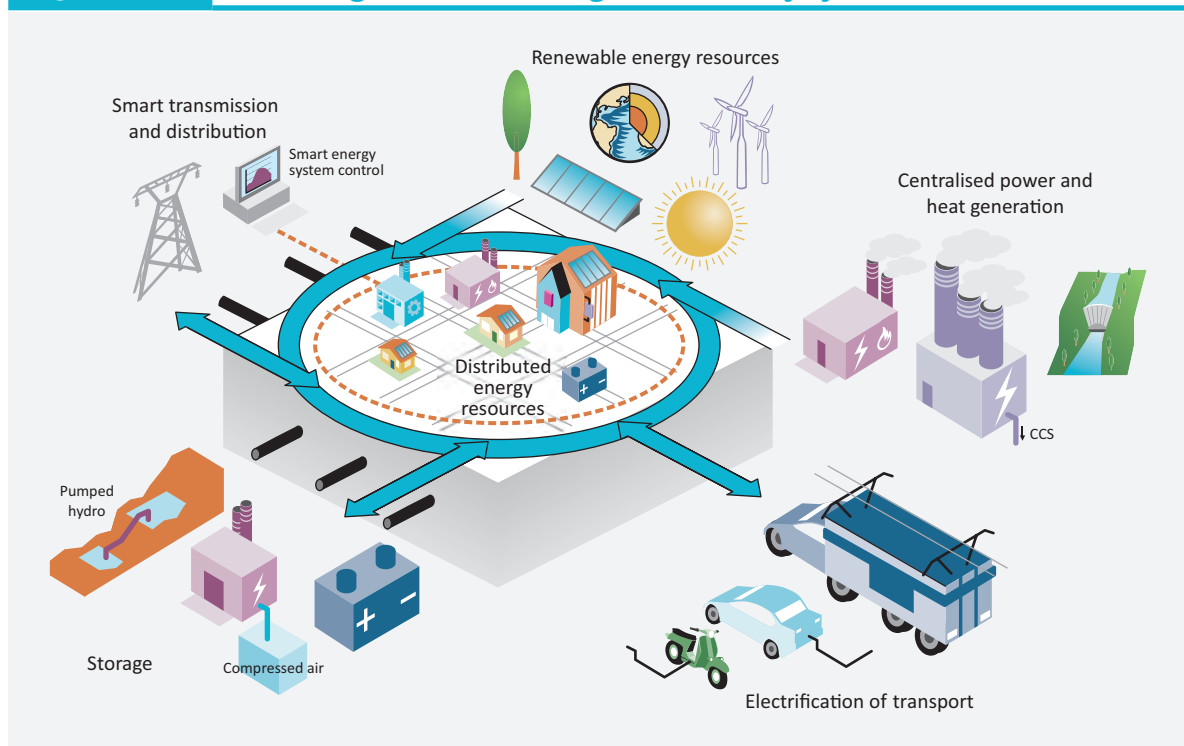 Renewable energy resources
Smart transmission
and distribution
Smart energy
system control
Centralised power and
heat generation
Distributed
energy
resources
CCS
Pumped
hydro
Storage
Compressed air
Electrification of transport